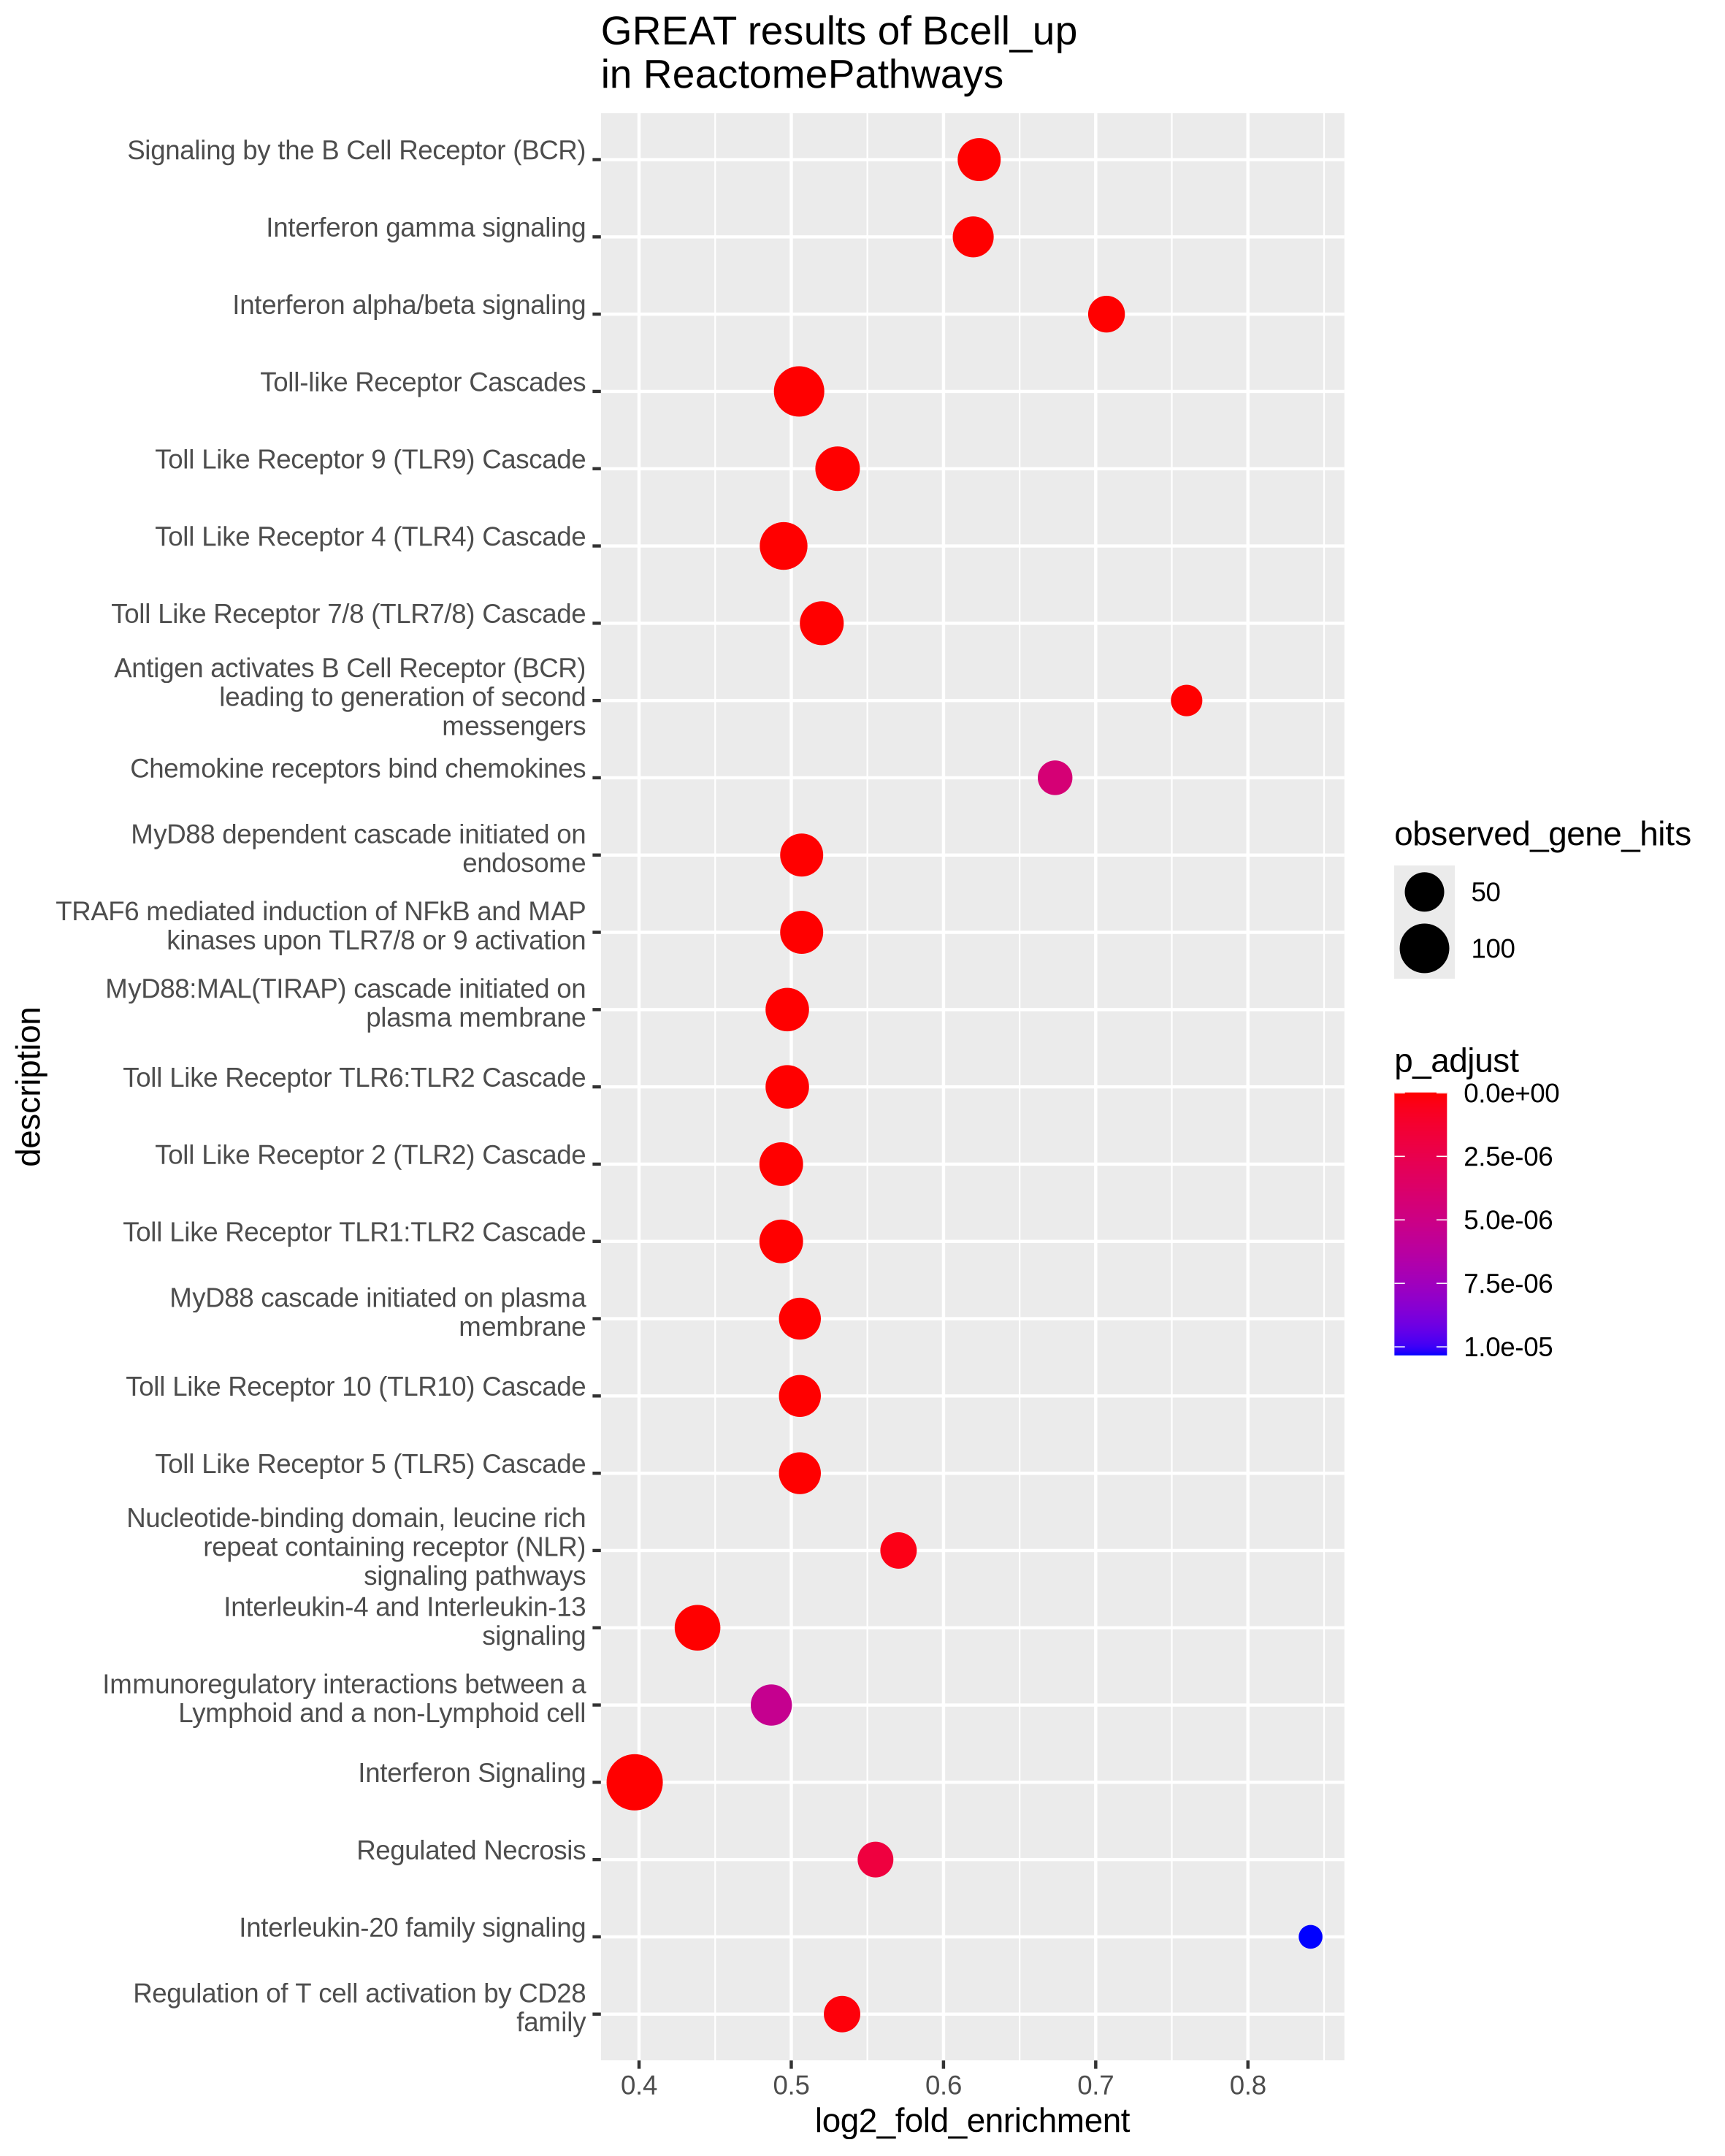 GREAT results of Bcell_up
in ReactomePathways
Signaling by the B Cell Receptor (BCR)
Interferon gamma signaling
Interferon alpha/beta signaling
Toll-like Receptor Cascades
Toll Like Receptor 9 (TLR9) Cascade
Toll Like Receptor 4 (TLR4) Cascade
Toll Like Receptor 7/8 (TLR7/8) Cascade
Antigen activates B Cell Receptor (BCR)
leading to generation of second
messengers
Chemokine receptors bind chemokines
MyD88 dependent cascade initiated on
endosome
TRAF6 mediated induction of NFkB and MAP
kinases upon TLR7/8 or 9 activation
MyD88:MAL(TIRAP) cascade initiated on
plasma membrane
Toll Like Receptor TLR6:TLR2 Cascade
Toll Like Receptor 2 (TLR2) Cascade
Toll Like Receptor TLR1:TLR2 Cascade
MyD88 cascade initiated on plasma
membrane
Toll Like Receptor 10 (TLR10) Cascade
Toll Like Receptor 5 (TLR5) Cascade
Nucleotide-binding domain, leucine rich
repeat containing receptor (NLR)
signaling pathways
Interleukin-4 and Interleukin-13
signaling
Immunoregulatory interactions between a
Lymphoid and a non-Lymphoid cell
Interferon Signaling
Regulated Necrosis
Interleukin-20 family signaling
Regulation of T cell activation by CD28
family
description
0.4 0.5 0.6 0.7 0.8
log2_fold_enrichment
observed_gene_hits
50
100
p_adjust
0.0e+00
2.5e-06
5.0e-06
7.5e-06
1.0e-05